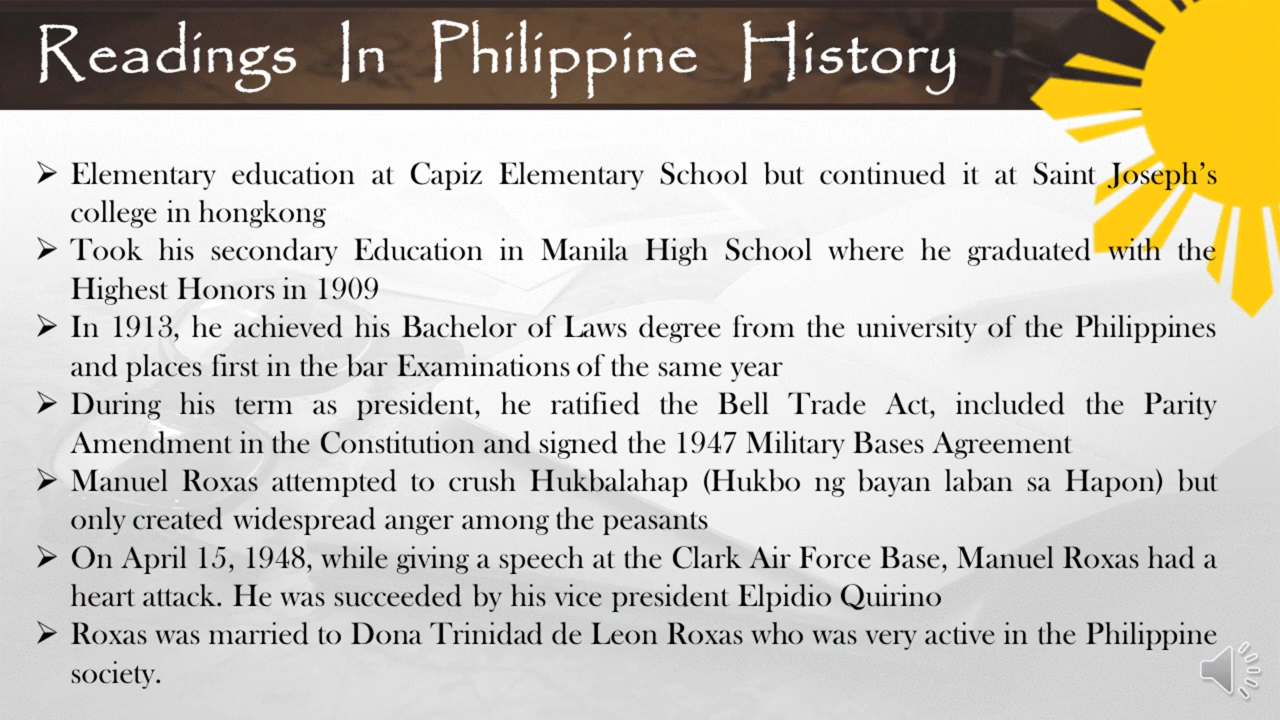 Readings In Philippine History
➢ Elementary education at Capiz Elementary School but continued it at Saint Joseph’s
college in hongkong
➢ Took his secondary Education in Manila High School where he graduated with the
Highest Honors in 1909
➢ In 1913, he achieved his Bachelor of Laws degree from the university of the Philippines
and places first in the bar Examinations of the same year
➢ During his term as president, he ratified the Bell Trade Act, included the Parity
Amendment in the Constitution and signed the 1947 Military Bases Agreement
➢ Manuel Roxas attempted to crush Hukbalahap (Hukbo ng bayan laban sa Hapon) but
only created widespread anger among the peasants
➢ On April 15, 1948, while giving a speech at the Clark Air Force Base, Manuel Roxas had a
heart attack. He was succeeded by his vice president Elpidio Quirino
➢ Roxas was married to Dona Trinidad de Leon Roxas who was very active in the Philippine
society.